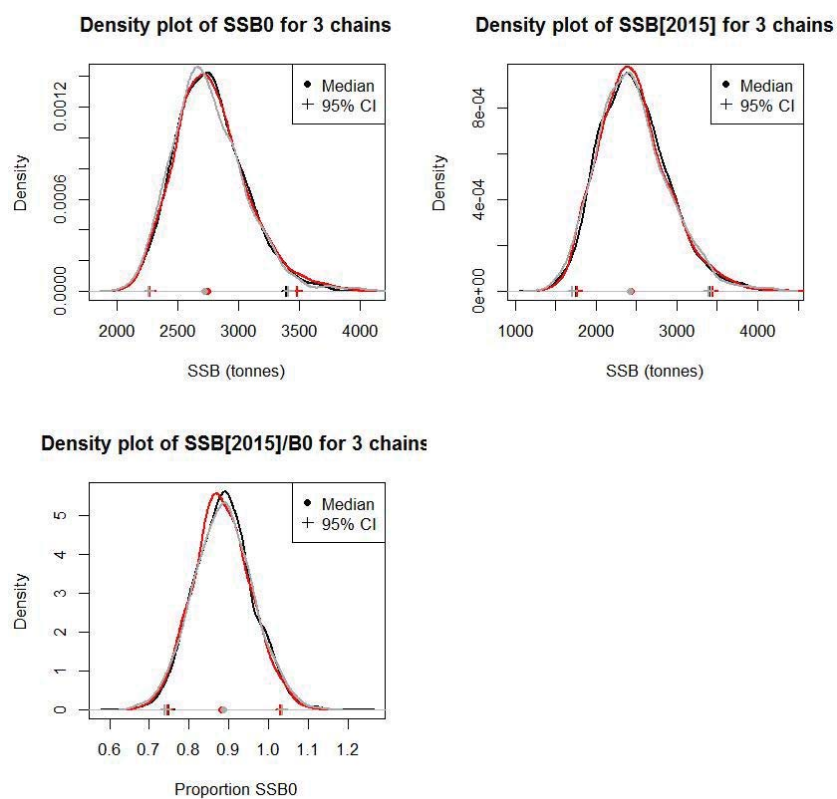 Density plot of SSB0 for 3 chains
Density
0.0000 0.0006 0.0012
Median
95% CI
2000 2500 3000 3500 4000
SSB (tonnes)
Density plot of SSB[2015] for 3 chains
Density
0e+00 4e-04 8e-04
Median
95% CI
1000 2000 3000 4000
SSB (tonnes)
Density plot of SSB[2015]/B0 for 3 chains
Density
0 1 2 3 4 5
Median
95% CI
0.6 0.7 0.8 0.9 1.0 1.1 1.2
Proportion SSB0